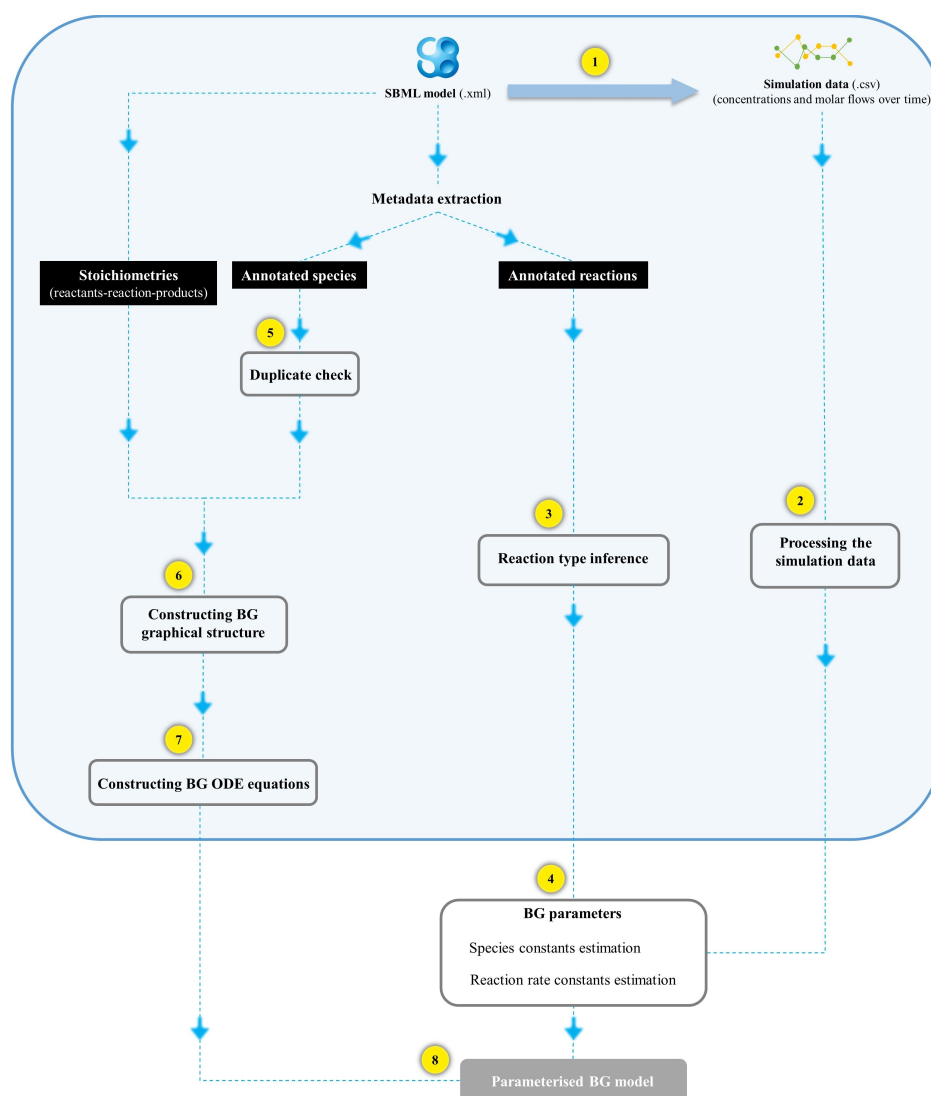 1
SBML model (.xml)
Simulation data (.csv)
(concentrations and molar flows over time)
Metadata extraction
Stoichiometries
(reactants-reaction-products)
Annotated species
Annotated reactions
5
Duplicate check
3
Reaction type inference
2
Processing the
simulation data
6
Constructing BG
graphical structure
7
Constructing BG ODE equations
4
BG parameters
Species constants estimation
Reaction rate constants estimation
8
Parameterised BG model